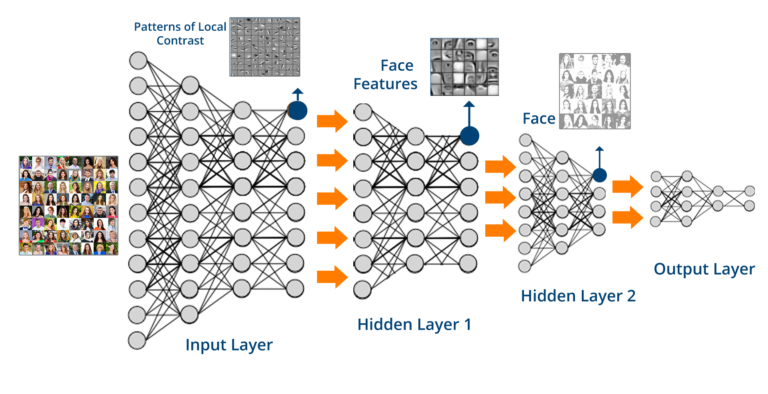 Patterns of Local
Contrast
Face
Features
Face
Input Layer
Hidden Layer 1
Hidden Layer 2
Output Layer